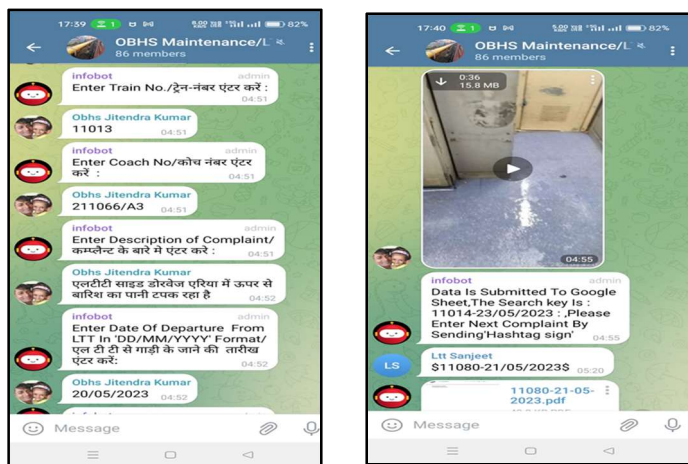 17:39
1
82%
OBHS Maintenance/L
86 members
infobot admin
Enter Train No./ट्रेन-नंबर एंटर करें :
04:51
Obhs Jitendra Kumar
11013
04:51
infobot admin
Enter Coach No/कोच नंबर एंटर
करें :
04:51
Obhs Jitendra Kumar
211066/A3
04:51
infobot admin
Enter Description of Complaint/
कम्प्लैन्ट के बारे मे एंटर करे :
04:51
Obhs Jitendra Kumar
एलटीटी साइड डोरवेज एरिया में ऊपर से
बारिश का पानी टपक रहा है
04:52
infobot admin
Enter Date Of Departure From
LTT In 'DD/MM/YYYY' Format/
एल टी टी से गाड़ी के जाने की तारीख
एंटर करें:
04:52
Obhs Jitendra Kumar
20/05/2023
04:52
Message
17:40
1
82%
OBHS Maintenance/L
86 members
0:36
15.8 MB
04:55
infobot admin
Data Is Submitted To Google
Sheet,The Search key Is :
11014-23/05/2023 : ,Please
Enter Next Complaint By
Sending'Hashtag sign'
04:55
LS
Ltt Sanjeet
$11080-21/05/2023$
05:20
11080-21-05-
2023.pdf
Message